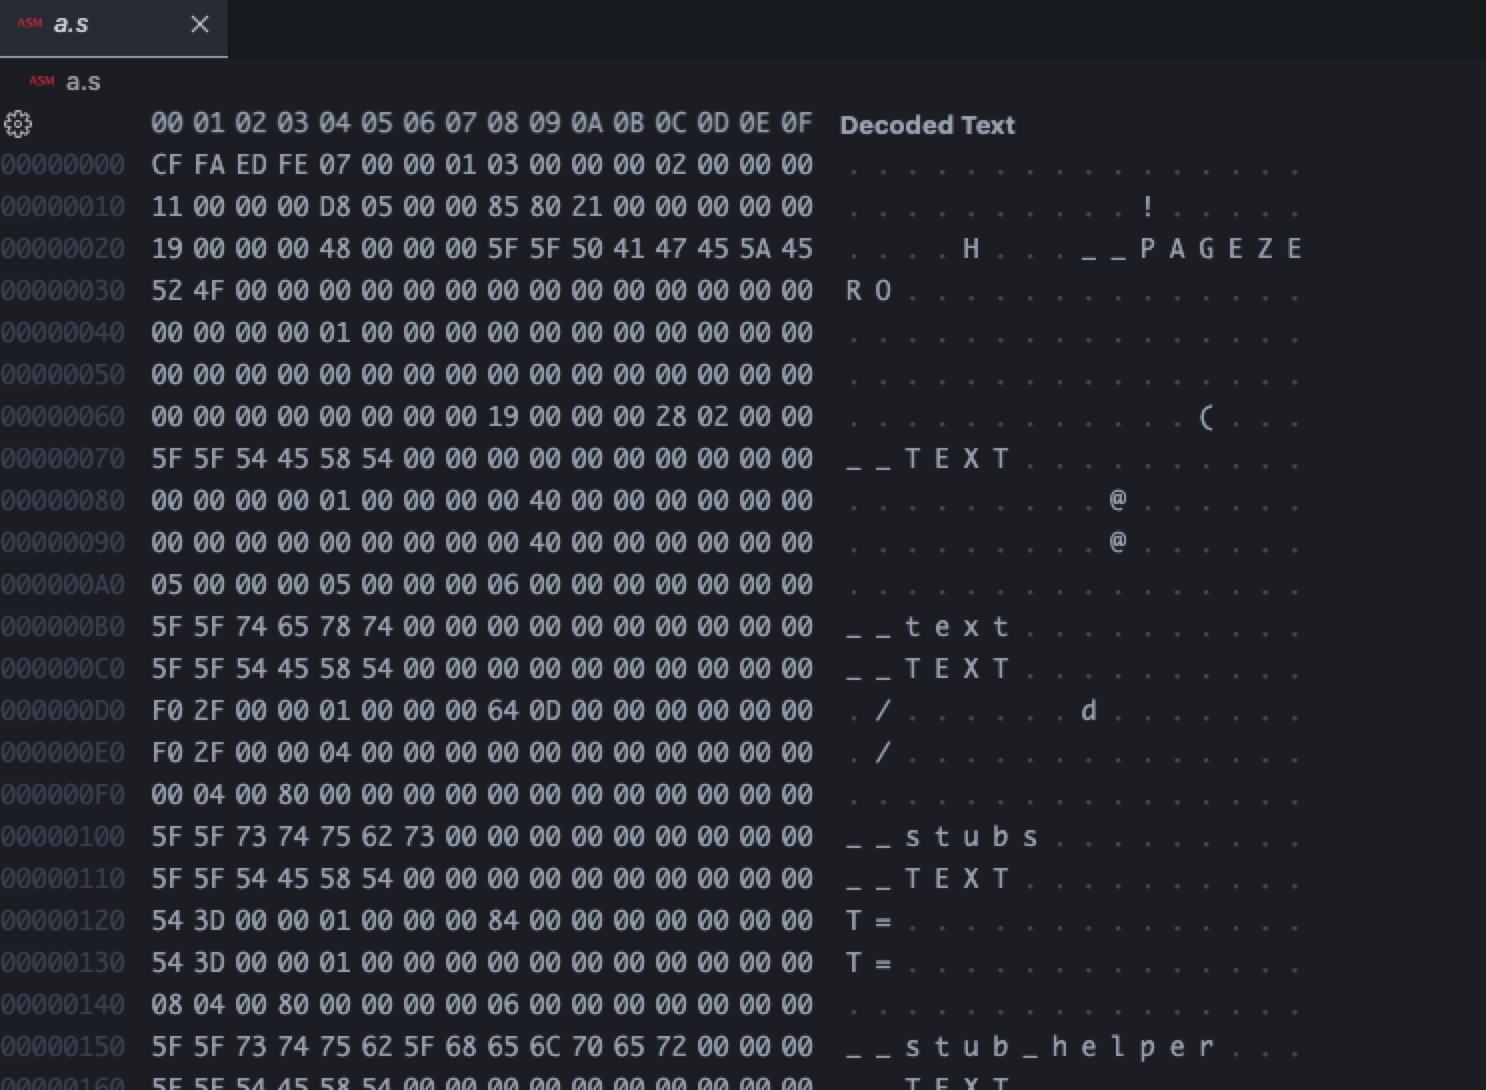 ASM a.s
ASM a.s
00 01 02 03 04 05 06 07 08 09 0A 0B 0C 0D 0E 0F Decoded Text
00000000 CF FA ED FE 07 00 00 01 03 00 00 00 02 00 00 00 . . . . . . . . . . . . . . . .
00000010 11 00 00 00 D8 05 00 00 85 80 21 00 00 00 00 00 . . . . . . . . . . ! . . . . .
00000020 19 00 00 00 48 00 00 00 5F 5F 50 41 47 45 5A 45 . . . . H . . . _ _ P A G E Z E
00000030 52 4F 00 00 00 00 00 00 00 00 00 00 00 00 00 00 R O . . . . . . . . . . . . . .
00000040 00 00 00 00 01 00 00 00 00 00 00 00 00 00 00 00 . . . . . . . . . . . . . . . .
00000050 00 00 00 00 00 00 00 00 00 00 00 00 00 00 00 00 . . . . . . . . . . . . . . . .
00000060 00 00 00 00 00 00 00 00 19 00 00 00 28 02 00 00 . . . . . . . . . . . . ( . . .
00000070 5F 5F 54 45 58 54 00 00 00 00 00 00 00 00 00 00 _ _ T E X T . . . . . . . . . .
00000080 00 00 00 00 01 00 00 00 00 40 00 00 00 00 00 00 . . . . . . . . . @ . . . . . .
00000090 00 00 00 00 00 00 00 00 00 40 00 00 00 00 00 00 . . . . . . . . . @ . . . . . .
000000A0 05 00 00 00 05 00 00 00 06 00 00 00 00 00 00 00 . . . . . . . . . . . . . . . .
000000B0 5F 5F 74 65 78 74 00 00 00 00 00 00 00 00 00 00 _ _ t e x t . . . . . . . . . .
000000C0 5F 5F 54 45 58 54 00 00 00 00 00 00 00 00 00 00 _ _ T E X T . . . . . . . . . .
000000D0 F0 2F 00 00 01 00 00 00 64 0D 00 00 00 00 00 00 . / . . . . . . d . . . . . . .
000000E0 F0 2F 00 00 04 00 00 00 00 00 00 00 00 00 00 00 . / . . . . . . . . . . . . . .
000000F0 00 04 00 80 00 00 00 00 00 00 00 00 00 00 00 00 . . . . . . . . . . . . . . . .
00000100 5F 5F 73 74 75 62 73 00 00 00 00 00 00 00 00 00 _ _ s t u b s . . . . . . . . .
00000110 5F 5F 54 45 58 54 00 00 00 00 00 00 00 00 00 00 _ _ T E X T . . . . . . . . . .
00000120 54 3D 00 00 01 00 00 00 84 00 00 00 00 00 00 00 T = . . . . . . . . . . . . . .
00000130 54 3D 00 00 01 00 00 00 00 00 00 00 00 00 00 00 T = . . . . . . . . . . . . . .
00000140 08 04 00 80 00 00 00 00 06 00 00 00 00 00 00 00 . . . . . . . . . . . . . . . .
00000150 5F 5F 73 74 75 62 5F 68 65 6C 70 65 72 00 00 00 _ _ s t u b _ h e l p e r . . .
00000160 5F 5F 54 45 58 54 00 00 00 00 00 00 00 00 00 00 T E X T